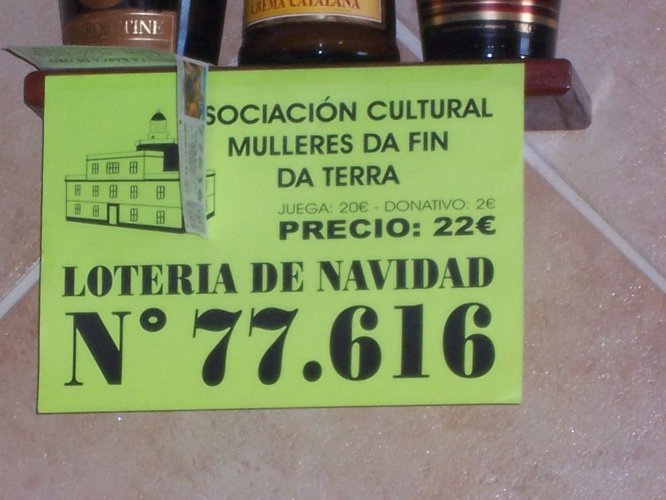 CREMA CATALANA
SOCIACIÓN CULTURAL
MULLERES DA FIN
DA TERRA
JUEGA: 20€ - DONATIVO: 2€
PRECIO: 22€
LOTERIA DE NAVIDAD
Nº 77.616